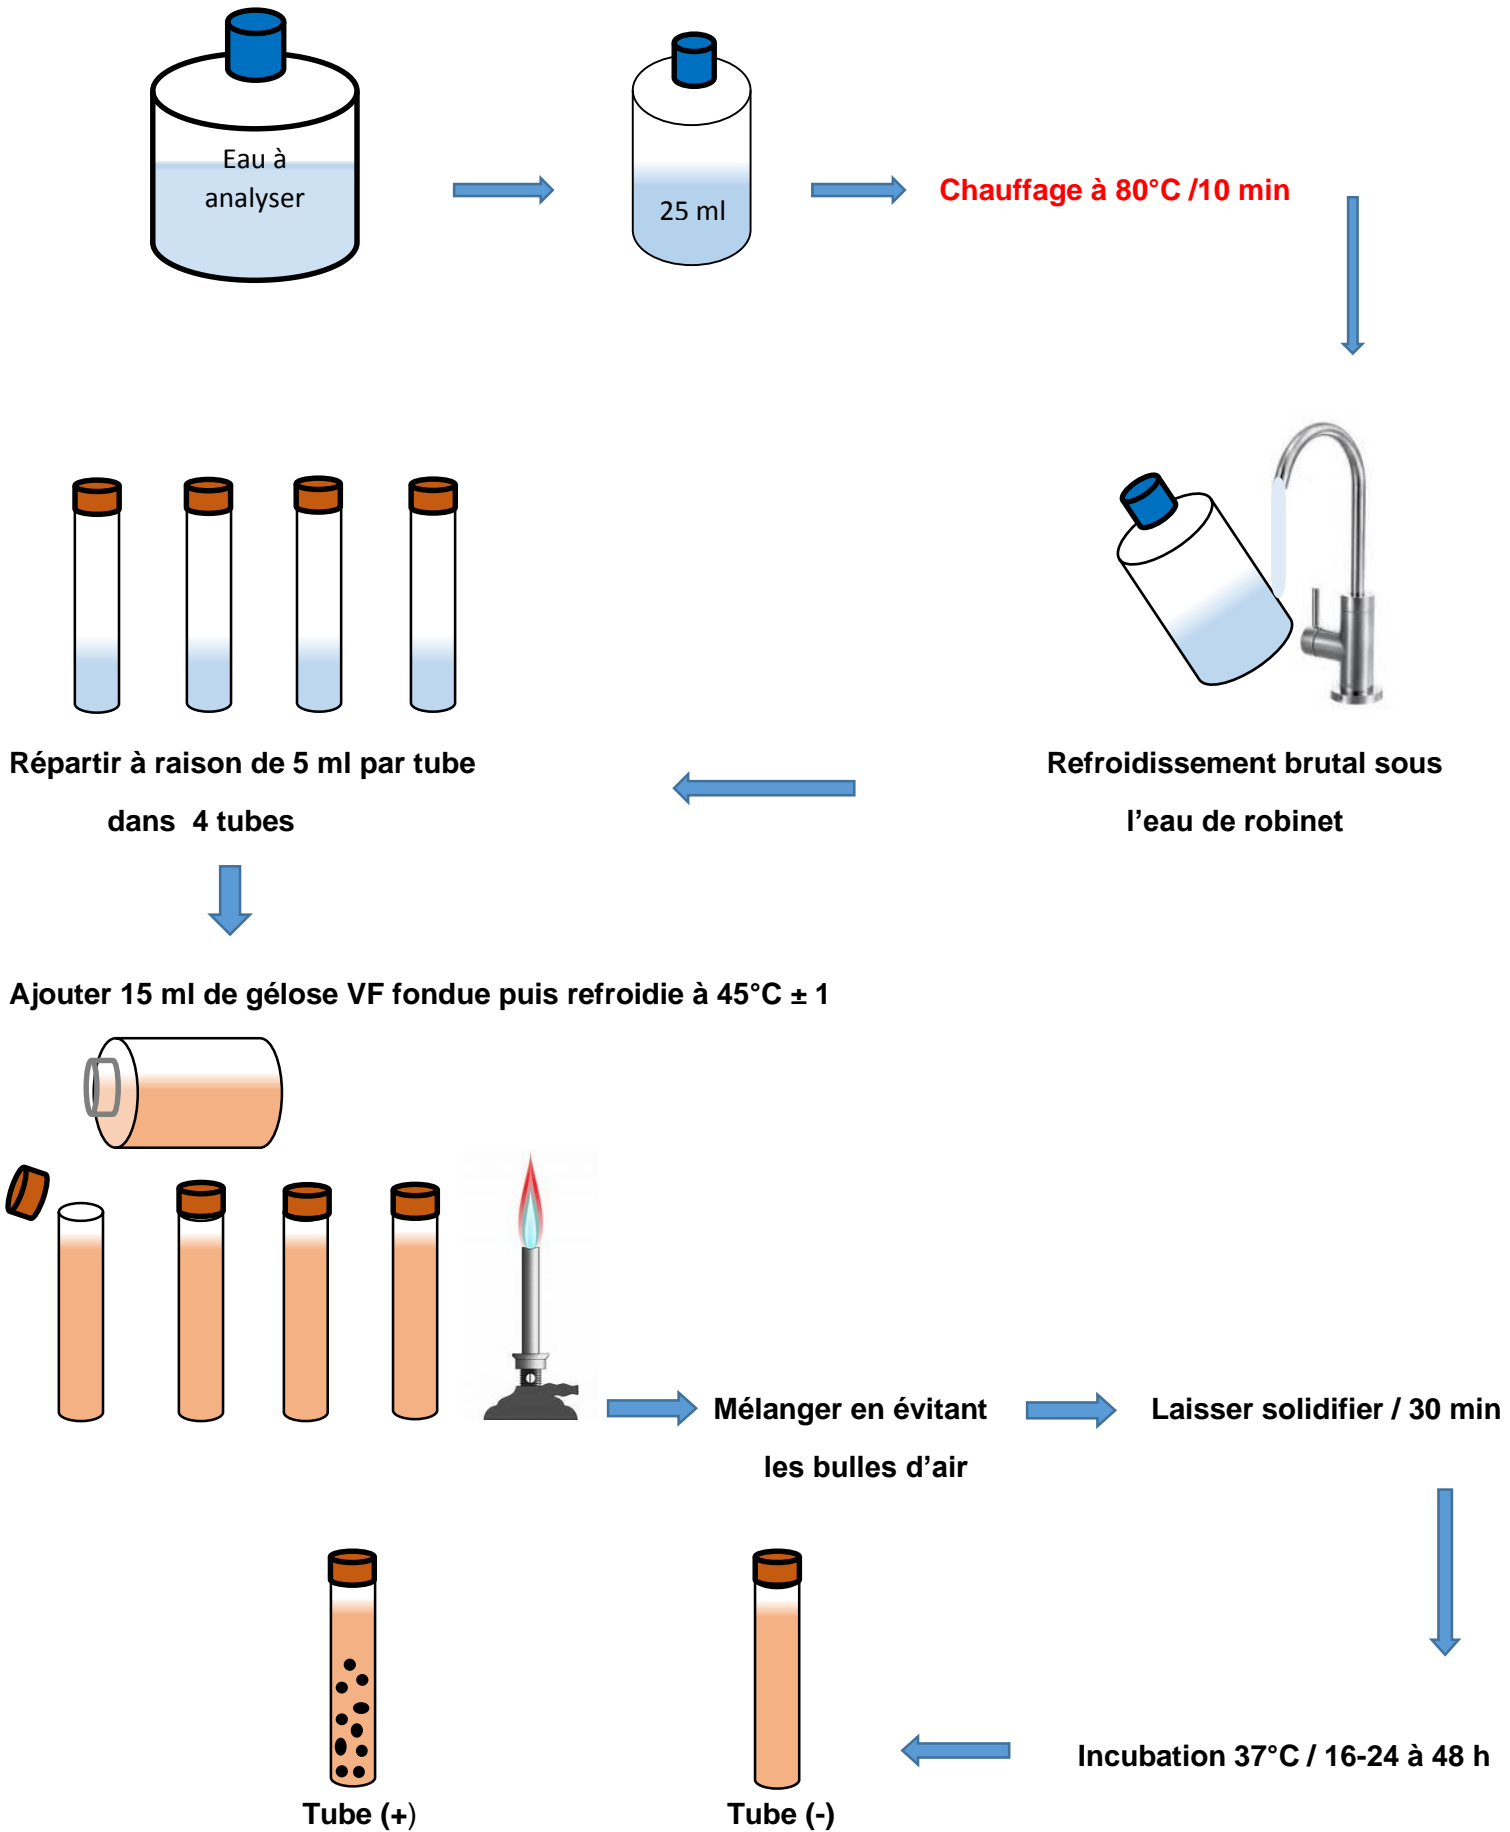 Eau à
analyser
25 ml
Chauffage à 80°C /10 min
Répartir à raison de 5 ml par tube
dans  4 tubes
Refroidissement brutal sous
l’eau de robinet
Ajouter 15 ml de gélose VF fondue puis refroidie à 45°C ± 1
Mélanger en évitant
les bulles d’air
Laisser solidifier / 30 min
Incubation 37°C / 16-24 à 48 h
Tube (+)
Tube (-)